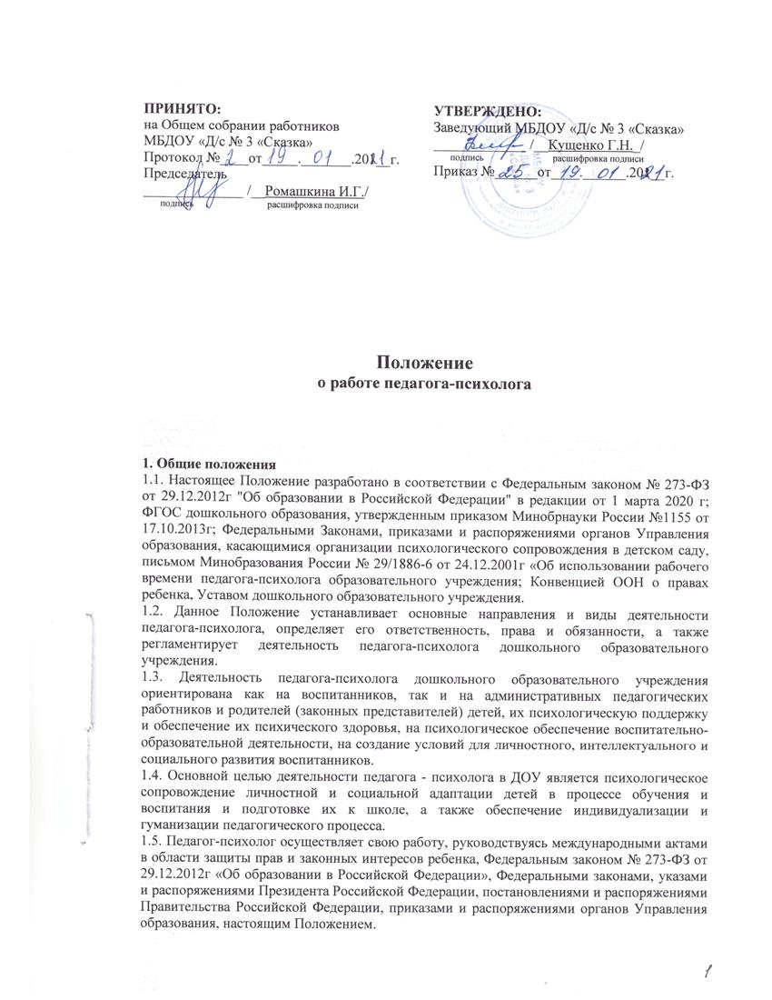 ПРИНЯТО:
на Общем собрании работников
МБДОУ «Д/с № 3 «Сказка»
Протокол № 2 от 19 . 01 .2021 г.
Председатель
/ Ромашкина И.Г./
подпись расшифровка подписи
УТВЕРЖДЕНО:
Заведующий МБДОУ «Д/с № 3 «Сказка»
/ Кущенко Г.Н. /
подпись расшифровка подписи
Приказ № 25 от 19. 01 .2021 г.
Положение
о работе педагога-психолога
1. Общие положения
1.1. Настоящее Положение разработано в соответствии с Федеральным законом № 273-ФЗ
от 29.12.2012г "Об образовании в Российской Федерации" в редакции от 1 марта 2020 г;
ФГОС дошкольного образования, утвержденным приказом Минобрнауки России №1155 от
17.10.2013г; Федеральными Законами, приказами и распоряжениями органов Управления
образования, касающимися организации психологического сопровождения в детском саду,
письмом Минобразования России № 29/1886-6 от 24.12.2001г «Об использовании рабочего
времени педагога-психолога образовательного учреждения; Конвенцией ООН о правах
ребенка, Уставом дошкольного образовательного учреждения.
1.2. Данное Положение устанавливает основные направления и виды деятельности
педагога-психолога, определяет его ответственность, права и обязанности, а также
регламентирует деятельность педагога-психолога дошкольного образовательного
учреждения.
1.3. Деятельность педагога-психолога дошкольного образовательного учреждения
ориентирована как на воспитанников, так и на административных педагогических
работников и родителей (законных представителей) детей, их психологическую поддержку
и обеспечение их психического здоровья, на психологическое обеспечение воспитательно-
образовательной деятельности, на создание условий для личностного, интеллектуального и
социального развития воспитанников.
1.4. Основной целью деятельности педагога - психолога в ДОУ является психологическое
сопровождение личностной и социальной адаптации детей в процессе обучения и
воспитания и подготовке их к школе, а также обеспечение индивидуализации и
гуманизации педагогического процесса.
1.5. Педагог-психолог осуществляет свою работу, руководствуясь международными актами
в области защиты прав и законных интересов ребенка, Федеральным законом № 273-ФЗ от
29.12.2012г «Об образовании в Российской Федерации», Федеральными законами, указами
и распоряжениями Президента Российской Федерации, постановлениями и распоряжениями
Правительства Российской Федерации, приказами и распоряжениями органов Управления
образования, настоящим Положением.
1